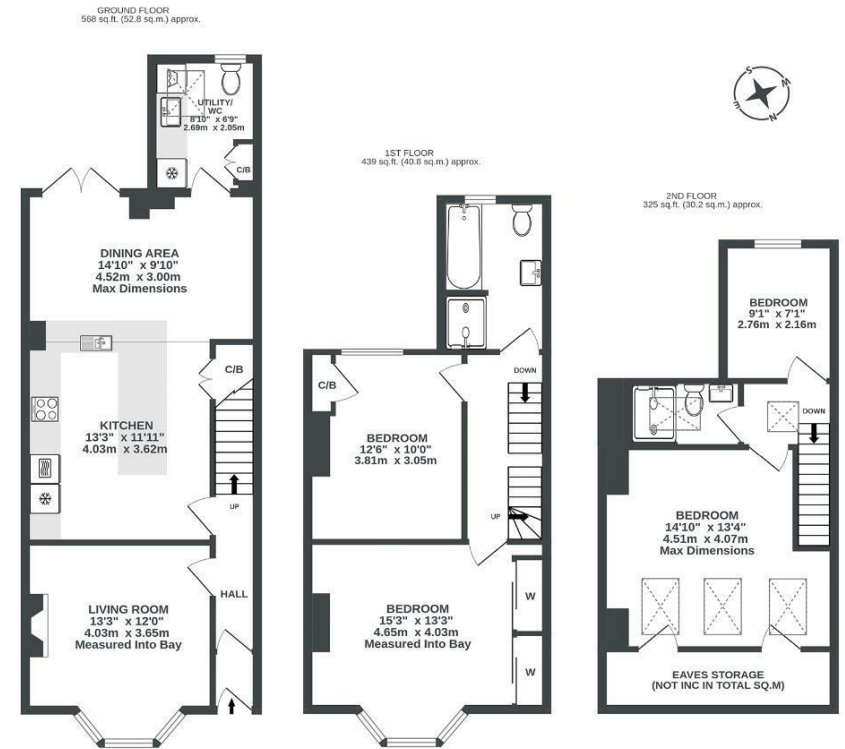 GROUND FLOOR
568 sq.ft. (52.8 sq.m.) approx.
UTILITY/
WC
8'10" x 6'9"
2.69m x 2.05m
C/B
DINING AREA
14'10" x 9'10"
4.52m x 3.00m
Max Dimensions
C/B
KITCHEN
13'3" x 11'11"
4.03m x 3.62m
UP
HALL
LIVING ROOM
13'3" x 12'0"
4.03m x 3.65m
Measured Into Bay
1ST FLOOR
439 sq.ft. (40.8 sq.m.) approx.
DOWN
C/B
BEDROOM
12'6" x 10'0"
3.81m x 3.05m
UP
BEDROOM
15'3" x 13'3"
4.65m x 4.03m
Measured Into Bay
W
W
S
W
E
N
2ND FLOOR
325 sq.ft. (30.2 sq.m.) approx.
BEDROOM
9'1" x 7'1"
2.76m x 2.16m
DOWN
BEDROOM
14'10" x 13'4"
4.51m x 4.07m
Max Dimensions
EAVES STORAGE
(NOT INC IN TOTAL SQ.M)